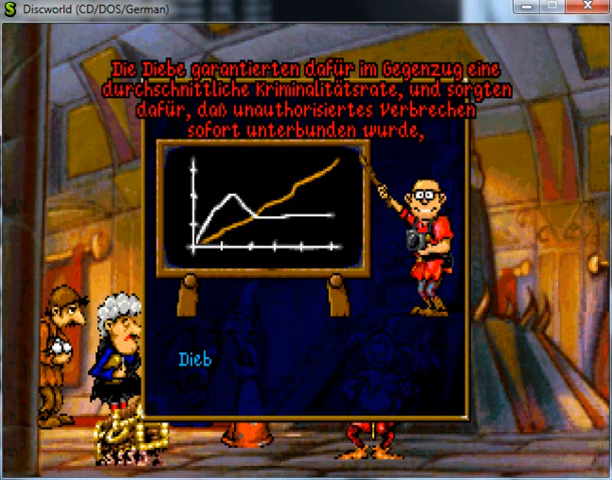 Discworld (CD/DOS/German)
Die Diebe garantierten dafür im Gegenzug eine
durchschnittliche Kriminalitätsrate, und sorgten
dafür, daß unauthorisiertes Verbrechen
sofort unterbunden wurde,
Dieb